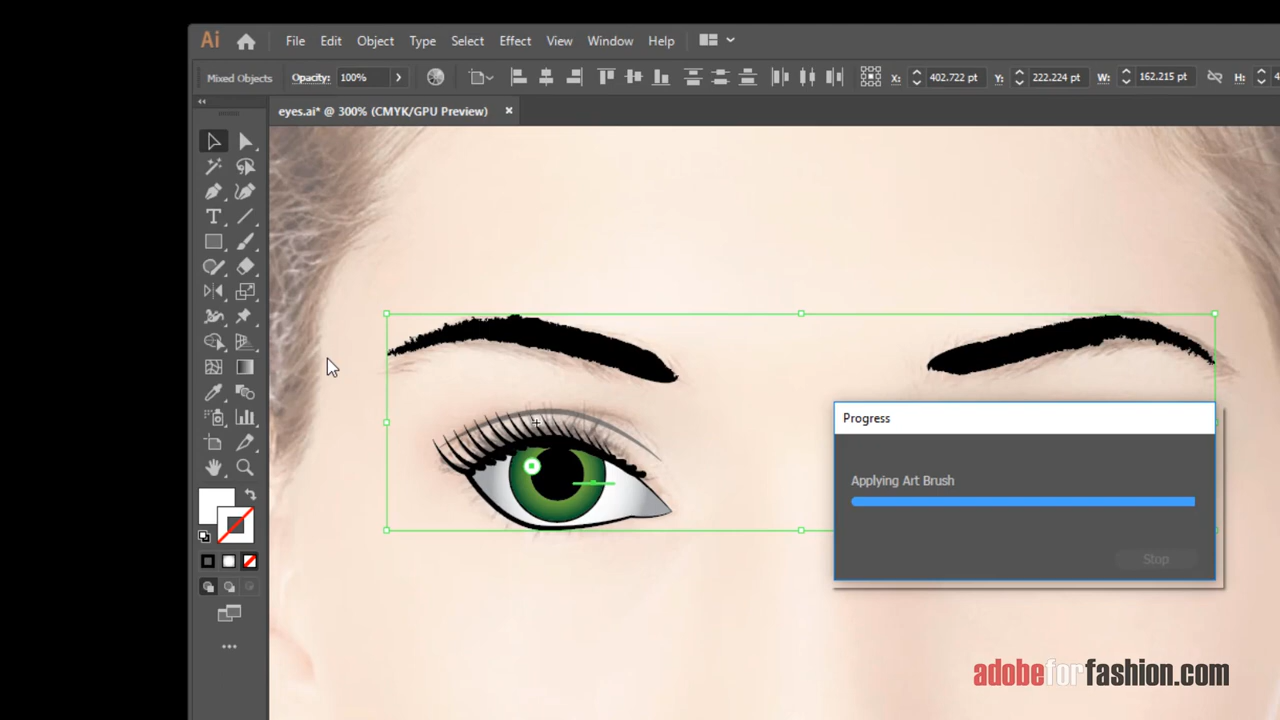 Ai File Edit Object Type Select Effect View Window Help
Mixed Objects Opacity: 100% X: 402.722 pt Y: 222.224 pt W: 162.215 pt H: 4
eyes.ai* @ 300% (CMYK/GPU Preview) ×
Progress
Applying Art Brush
Stop
adobeforfashion.com